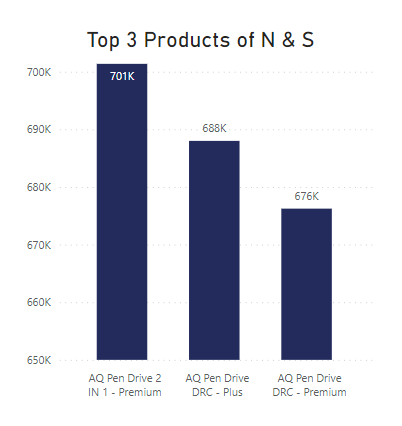 Top 3 Products of N & S
700K
690K
680K
670K
660K
650K
701K
688K
676K
AQ Pen Drive 2
IN 1 - Premium
AQ Pen Drive
DRC - Plus
AQ Pen Drive
DRC - Premium